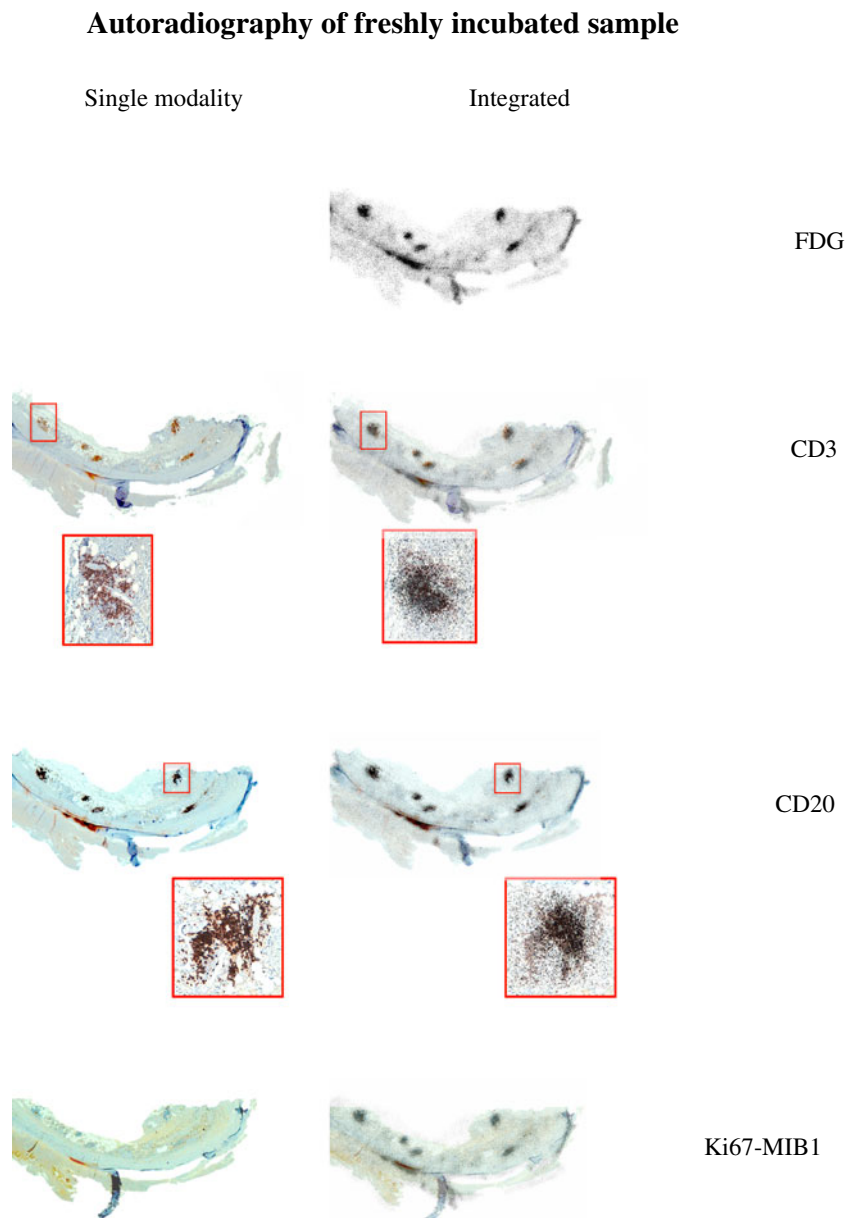 Autoradiography of freshly incubated sample
Single modality Integrated
FDG
CD3
CD20
Ki67-MIB1